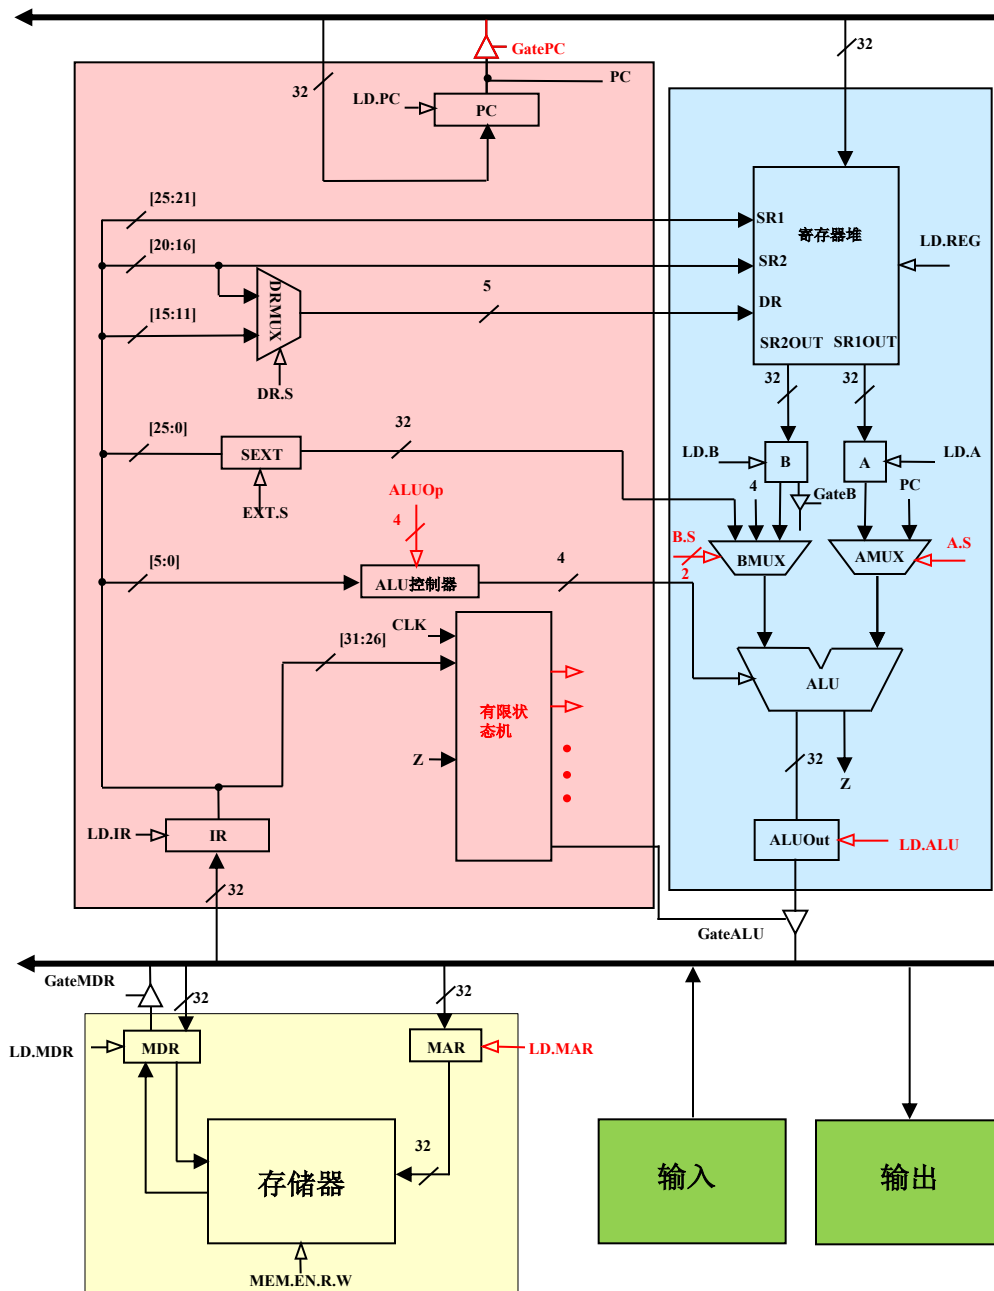 GatePC
32
32
PC
LD.PC
PC
[25:21]
SR1
寄存器堆
LD.REG
[20:16]
SR2
DRMUX
5
DR
[15:11]
SR2OUT
SR1OUT
DR.S
32
32
[25:0]
32
SEXT
LD.B
B
A
LD.A
EXT.S
ALUOp
4
GateB
PC
4
B.S
2
BMUX
AMUX
A.S
[5:0]
ALU控制器
4
CLK
[31:26]
ALU
有限状
态机
Z
32
Z
LD.IR
IR
ALUOut
LD.ALU
32
GateALU
GateMDR
32
32
LD.MDR
MDR
MAR
LD.MAR
32
存储器
输入
输出
MEM.EN.R.W